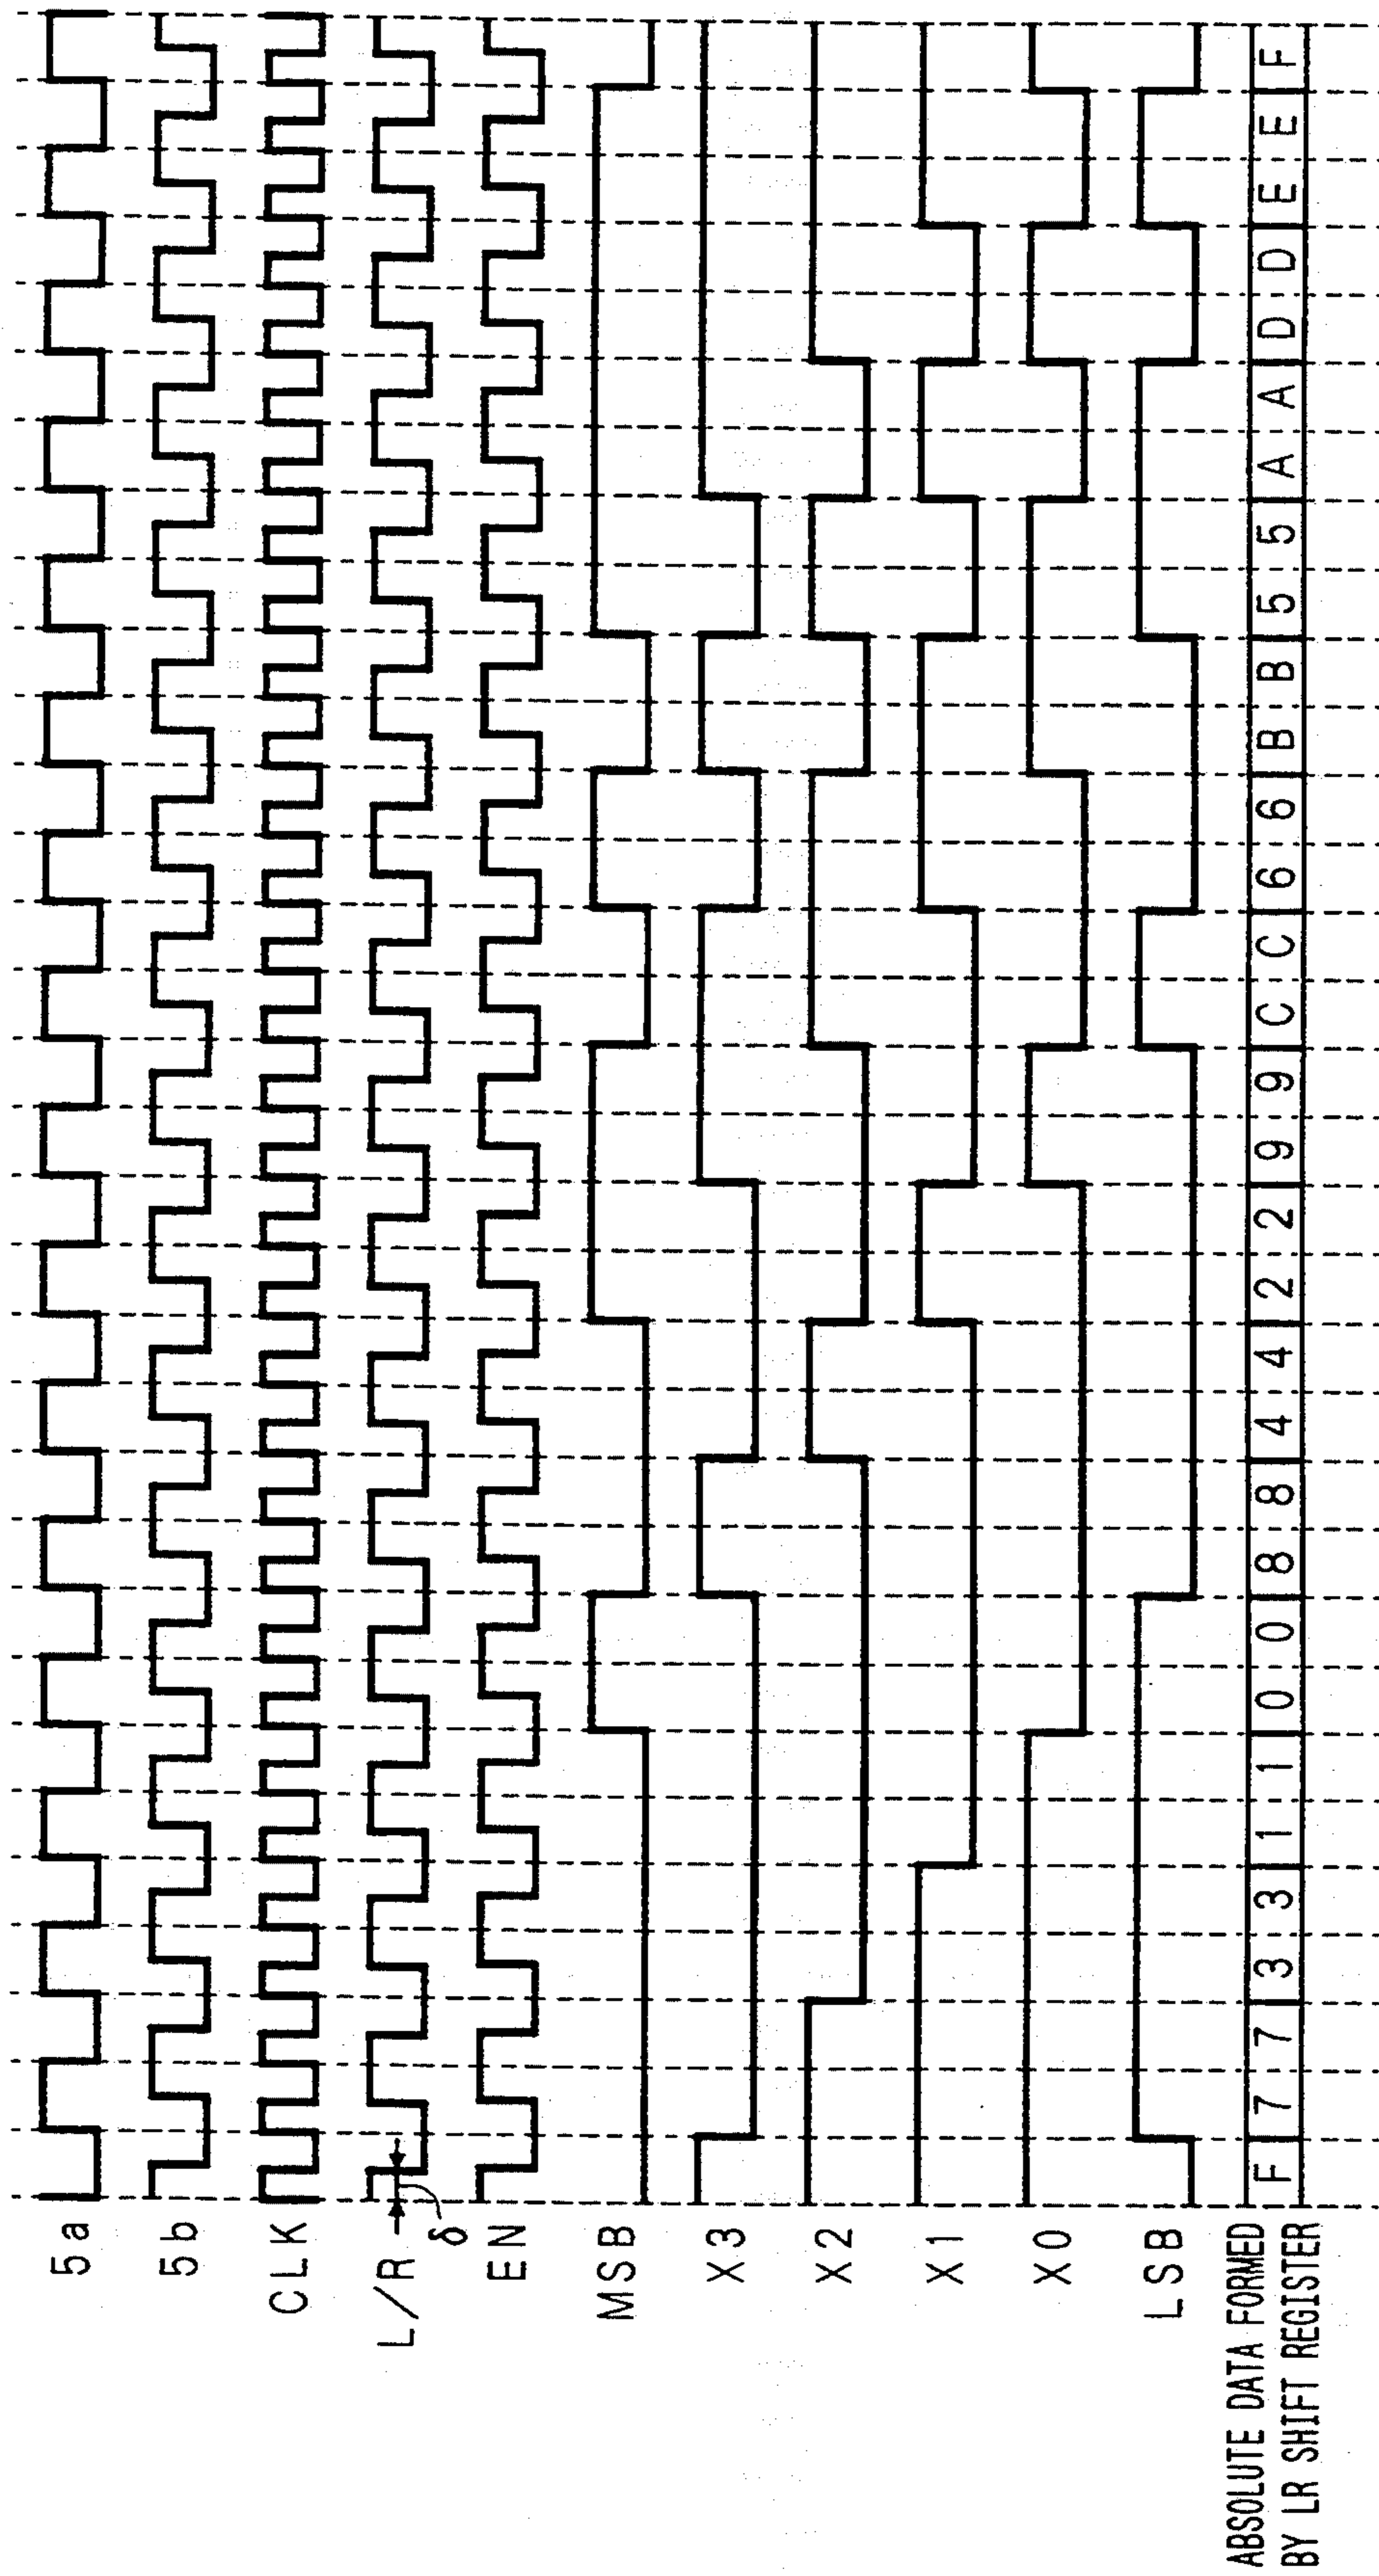 5a
5b
CLK
L/R
δ
EN
MSB
X3
X2
X1
X0
LSB
ABSOLUTE DATA FORMED
BY LR SHIFT REGISTER
F 7 7 3 3 1 1 0 0 8 8 4 4 2 2 9 9 C C 6 6 B B 5 5 A A D D E E F